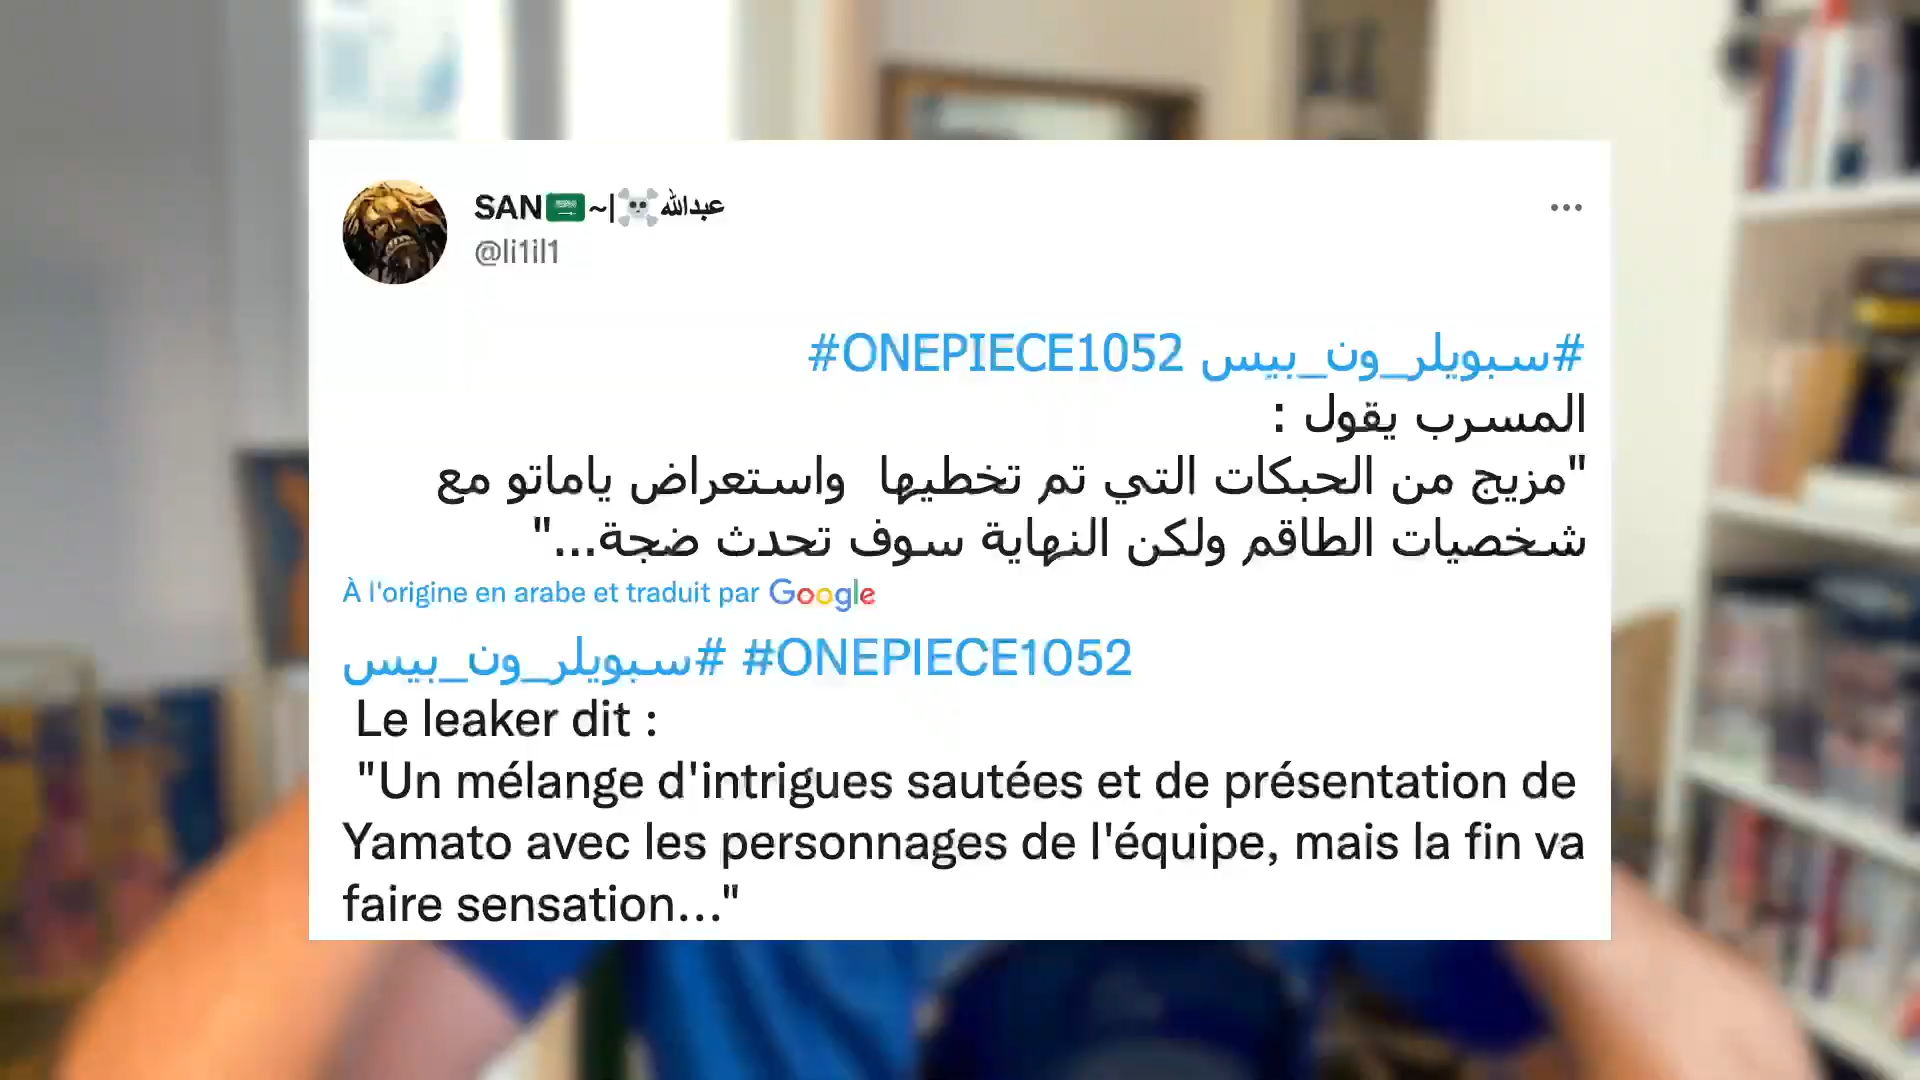 SAN🇸🇦~|☠️عبدالله
@li1il1
#سبويلر_ون_بيس #ONEPIECE1052
المسرب يقول :
"مزيج من الحبكات التي تم تخطيها واستعراض ياماتو مع
شخصيات الطاقم ولكن النهاية سوف تحدث ضجة..."
À l'origine en arabe et traduit par Google
#سبويلر_ون_بيس #ONEPIECE1052
Le leaker dit :
"Un mélange d'intrigues sautées et de présentation de
Yamato avec les personnages de l'équipe, mais la fin va
faire sensation..."